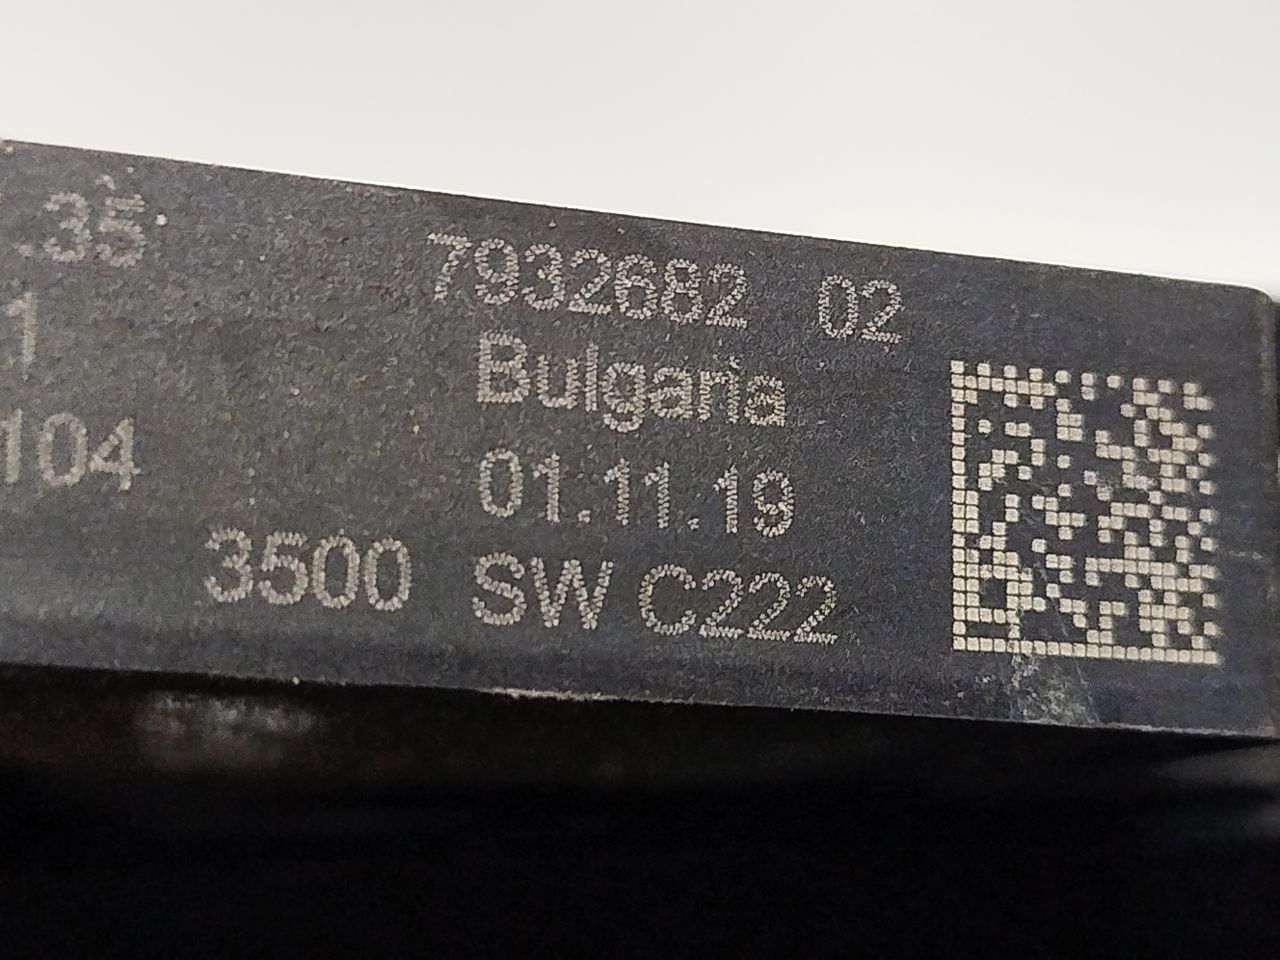 35 7932682 02
1 Bulgaria
104 01.11.19
3500 SW C222